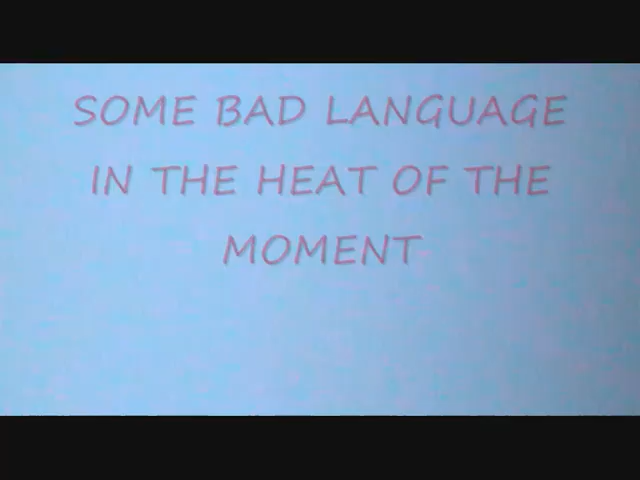 SOME BAD LANGUAGE
IN THE HEAT OF THE
MOMENT